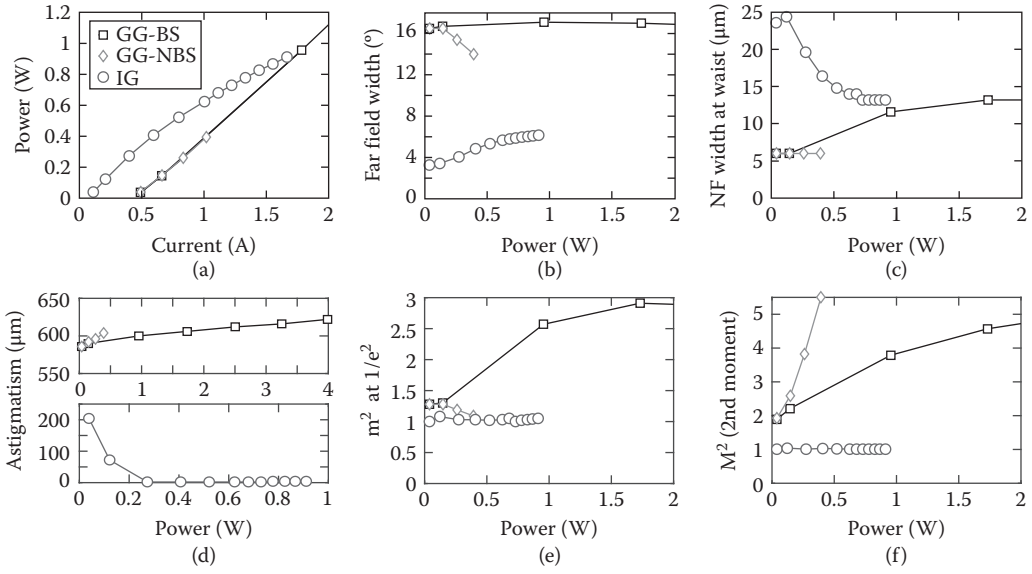 1.2
1
0.8
0.6
0.4
0.2
0
Power (W)
GG-BS
GG-NBS
IG
0 0.5 1 1.5 2
Current (A)
(a)
20
16
12
8
4
0
Far field width (º)
0 0.5 1 1.5 2
Power (W)
(b)
25
20
15
10
5
0
NF width at waist (μm)
0 0.5 1 1.5 2
Power (W)
(c)
650
600
550
0 1 2 3 4
Astigmatism (μm)
200
100
0
0 0.2 0.4 0.6 0.8 1
Power (W)
(d)
3
2.5
2
1.5
1
0.5
0
m² at 1/e²
0 0.5 1 1.5 2
Power (W)
(e)
5
4
3
2
1
0
M² (2nd moment)
0 0.5 1 1.5 2
Power (W)
(f)